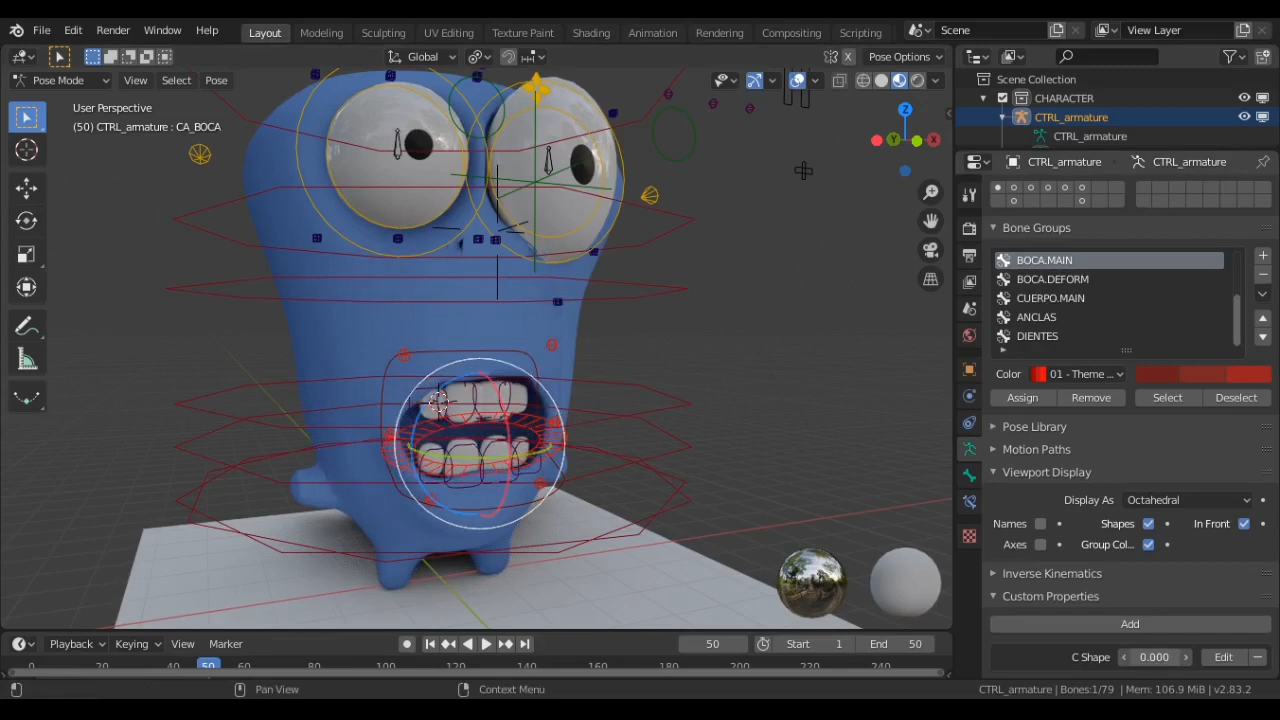 File Edit Render Window Help Layout Modeling Sculpting UV Editing Texture Paint Shading Animation Rendering Compositing Scripting Scene View Layer
Global Pose Options
Pose Mode View Select Pose
User Perspective
(50) CTRL_armature : CA_BOCA
Z
Y
X
Scene Collection
CHARACTER
CTRL_armature
CTRL_armature
CTRL_armature CTRL_armature
Bone Groups
BOCA.MAIN
BOCA.DEFORM
CUERPO.MAIN
ANCLAS
DIENTES
Color 01 - Theme ...
Assign Remove Select Deselect
Pose Library
Motion Paths
Viewport Display
Display As Octahedral
Names Shapes In Front
Axes Group Col...
Inverse Kinematics
Custom Properties
Add
C Shape 0.000 Edit
Playback Keying View Marker 50 Start 1 End 50
0 20 40 50 60 80 100 120 140 160 180 200 220 240
Pan View Context Menu CTRL_armature | Bones:1/79 | Mem: 106.9 MiB | v2.83.2